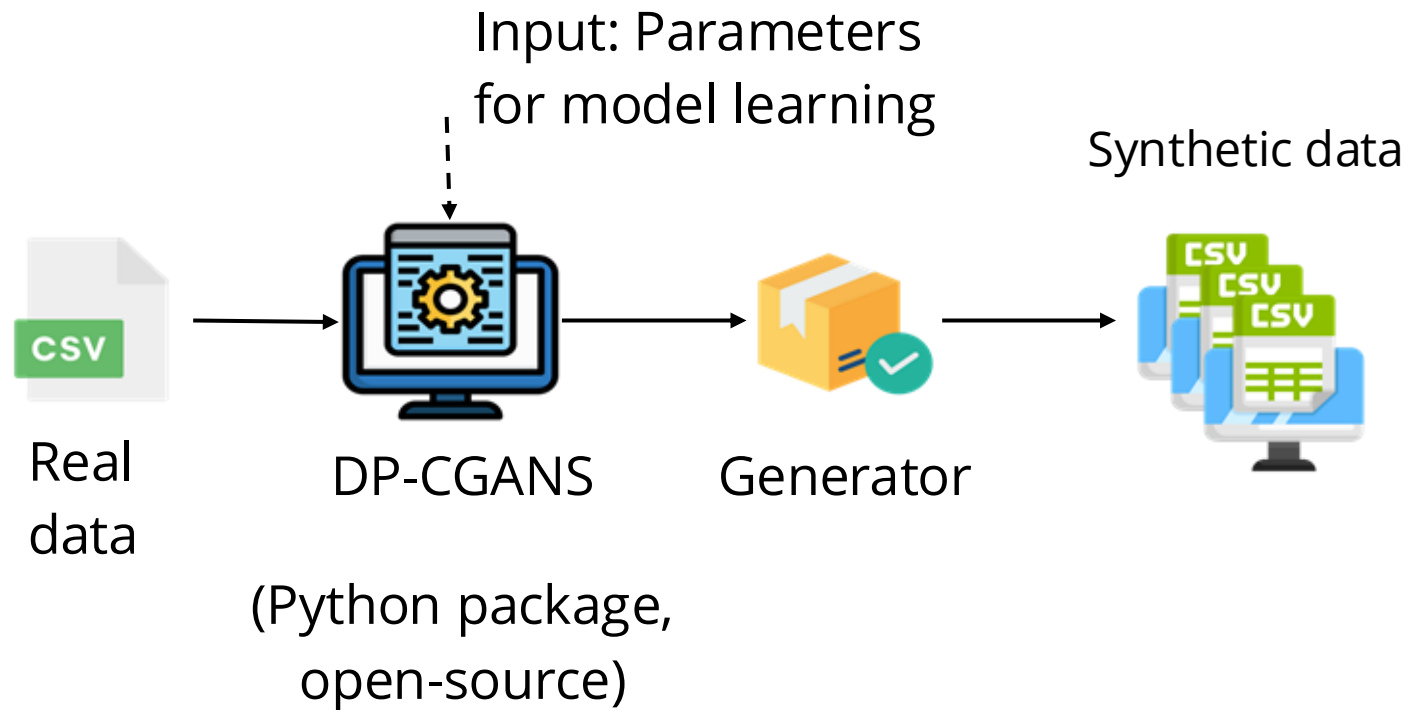 Input: Parameters
for model learning
Synthetic data
CSV
CSV
CSV
CSV
Real
data
DP-CGANS
Generator
(Python package,
open-source)